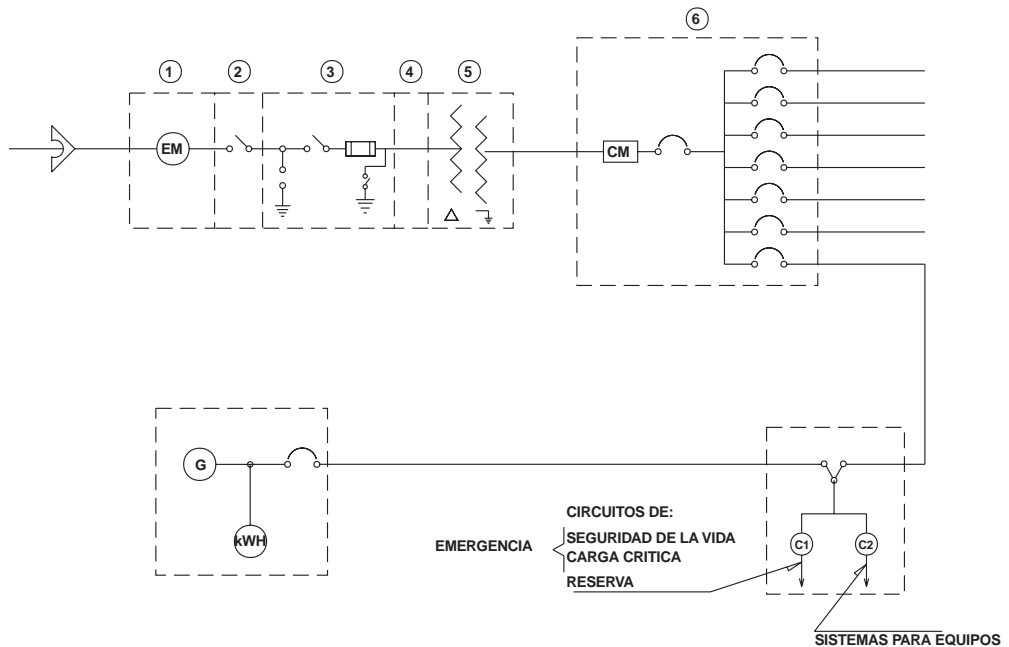 6
1
2
3
4
5
EM
CM
G
kWH
CIRCUITOS DE:
EMERGENCIA
SEGURIDAD DE LA VIDA
CARGA CRITICA
RESERVA
C1
C2
SISTEMAS PARA EQUIPOS